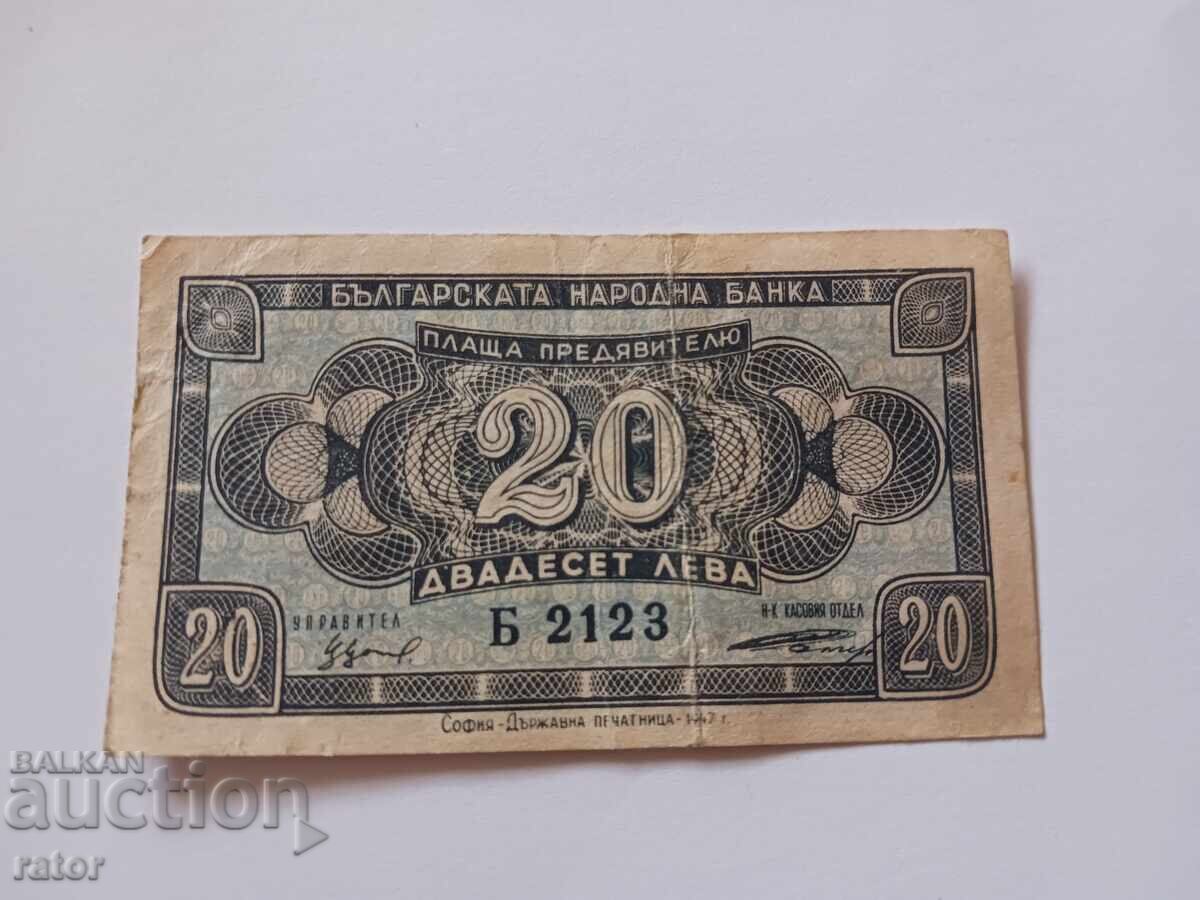 БЪЛГАРСКАТА НАРОДНА БАНКА
ПЛАЩА ПРЕДЯВИТЕЛЮ
20
ДВАДЕСЕТ ЛЕВА
УПРАВИТЕЛ
Б 2123
Н-К КАСОВИЯ ОТДЕЛ
20
20
СОФИЯ - ДЪРЖАВНА ПЕЧАТНИЦА - 1947 г.
BALKAN
auction
rator